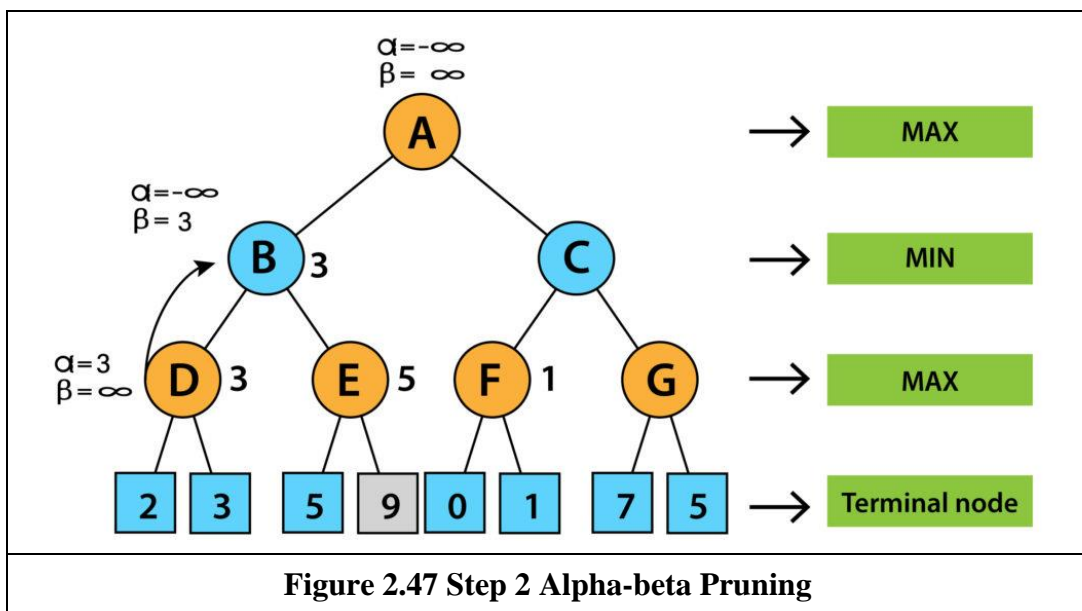 α=-∞
β= ∞
A
MAX
α=-∞
β= 3
B 3
C
MIN
α=3
β=∞
D 3
E 5
F 1
G
MAX
2 3 5 9 0 1 7 5
Terminal node
Figure 2.47 Step 2 Alpha-beta Pruning